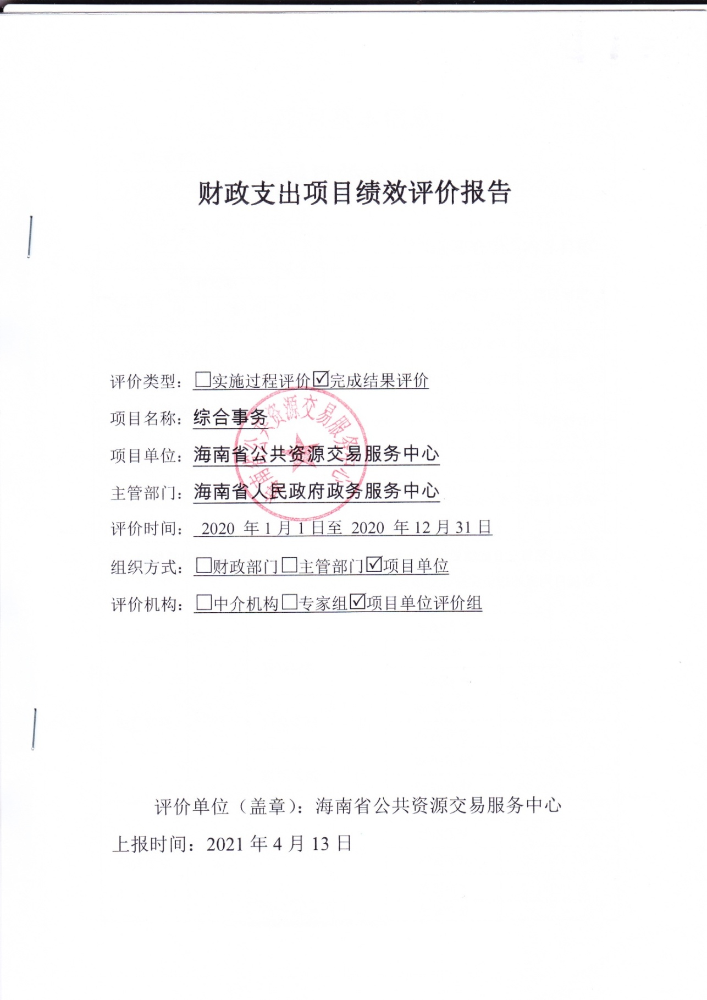 财政支出项目绩效评价报告
评价类型：□实施过程评价☑完成结果评价
项目名称：综合事务
项目单位：海南省公共资源交易服务中心
主管部门：海南省人民政府政务服务中心
评价时间： 2020 年 1 月 1 日至 2020 年 12 月 31 日
组织方式：□财政部门□主管部门☑项目单位
评价机构：□中介机构□专家组☑项目单位评价组
海南省公共资源交易服务中心
评价单位（盖章）：海南省公共资源交易服务中心
上报时间：2021 年 4 月 13 日